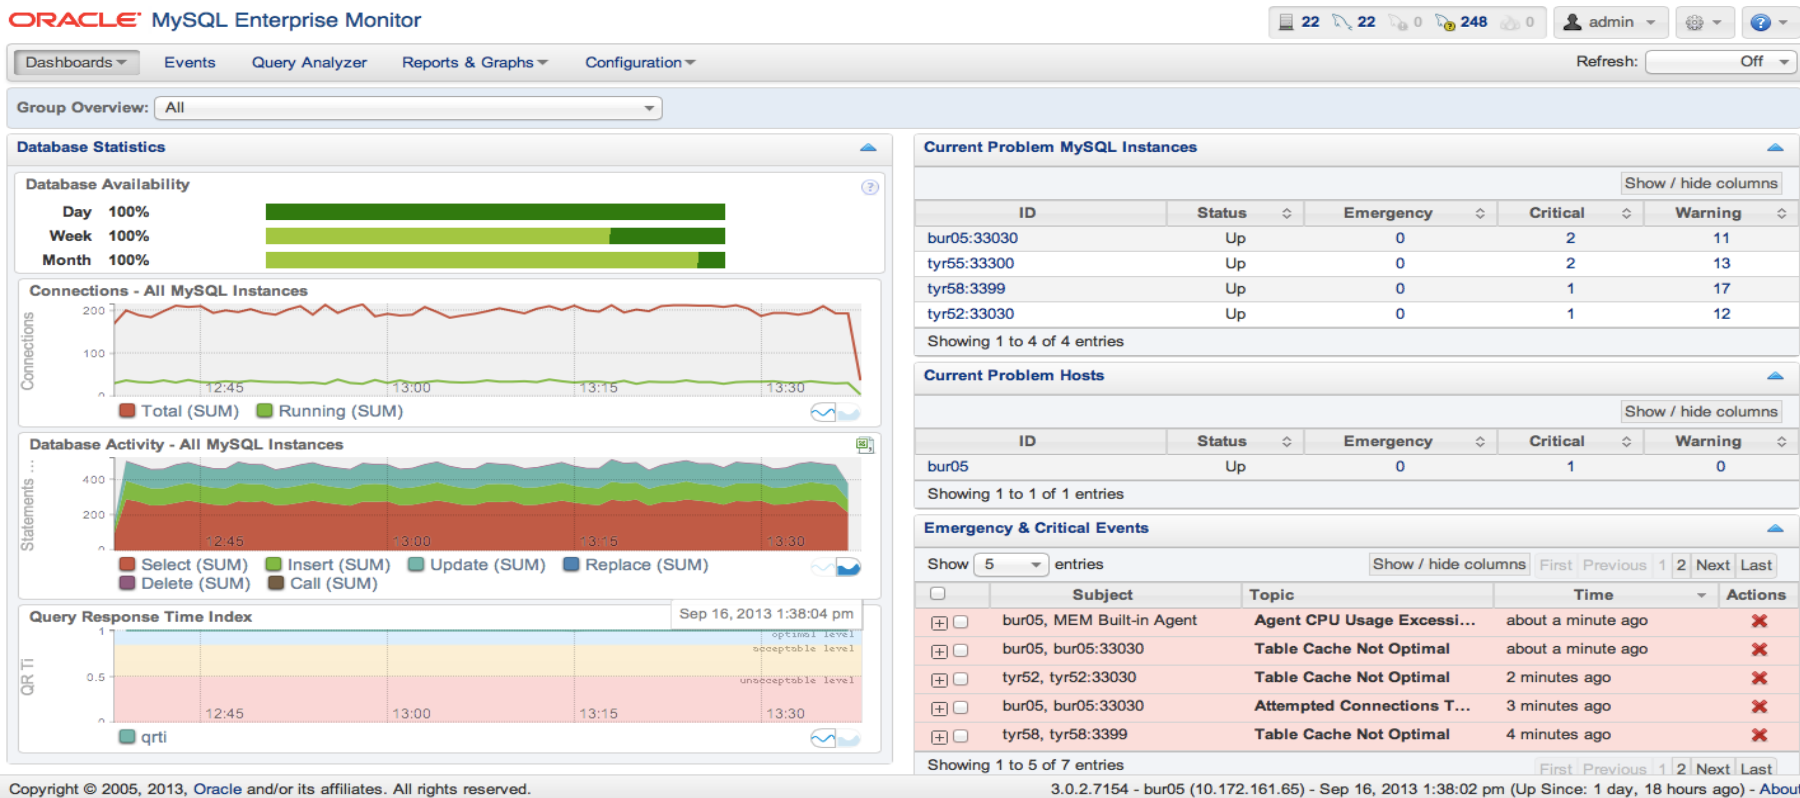 ORACLE MySQL Enterprise Monitor
22 22 0 248 0 admin
Dashboards Events Query Analyzer Reports & Graphs Configuration
Refresh: Off
Group Overview: All
Database Statistics
Database Availability
Day 100%
Week 100%
Month 100%
Connections - All MySQL Instances
Connections
200
100
0
12:45 13:00 13:15 13:30
Total (SUM) Running (SUM)
Database Activity - All MySQL Instances
Statements ...
400
200
0
12:45 13:00 13:15 13:30
Select (SUM) Insert (SUM) Update (SUM) Replace (SUM)
Delete (SUM) Call (SUM)
Sep 16, 2013 1:38:04 pm
Query Response Time Index
QR Ti
1
0.5
0
optimal level
acceptable level
unacceptable level
12:45 13:00 13:15 13:30
qrti
Current Problem MySQL Instances
Show / hide columns
ID Status Emergency Critical Warning
bur05:33030 Up 0 2 11
tyr55:33300 Up 0 2 13
tyr58:3399 Up 0 1 17
tyr52:33030 Up 0 1 12
Showing 1 to 4 of 4 entries
Current Problem Hosts
Show / hide columns
ID Status Emergency Critical Warning
bur05 Up 0 1 0
Showing 1 to 1 of 1 entries
Emergency & Critical Events
Show 5 entries Show / hide columns First Previous 1 2 Next Last
Subject Topic Time Actions
bur05, MEM Built-in Agent Agent CPU Usage Excessi... about a minute ago
bur05, bur05:33030 Table Cache Not Optimal about a minute ago
tyr52, tyr52:33030 Table Cache Not Optimal 2 minutes ago
bur05, bur05:33030 Attempted Connections T... 3 minutes ago
tyr58, tyr58:3399 Table Cache Not Optimal 4 minutes ago
Showing 1 to 5 of 7 entries First Previous 1 2 Next Last
Copyright © 2005, 2013, Oracle and/or its affiliates. All rights reserved.
3.0.2.7154 - bur05 (10.172.161.65) - Sep 16, 2013 1:38:02 pm (Up Since: 1 day, 18 hours ago) - About